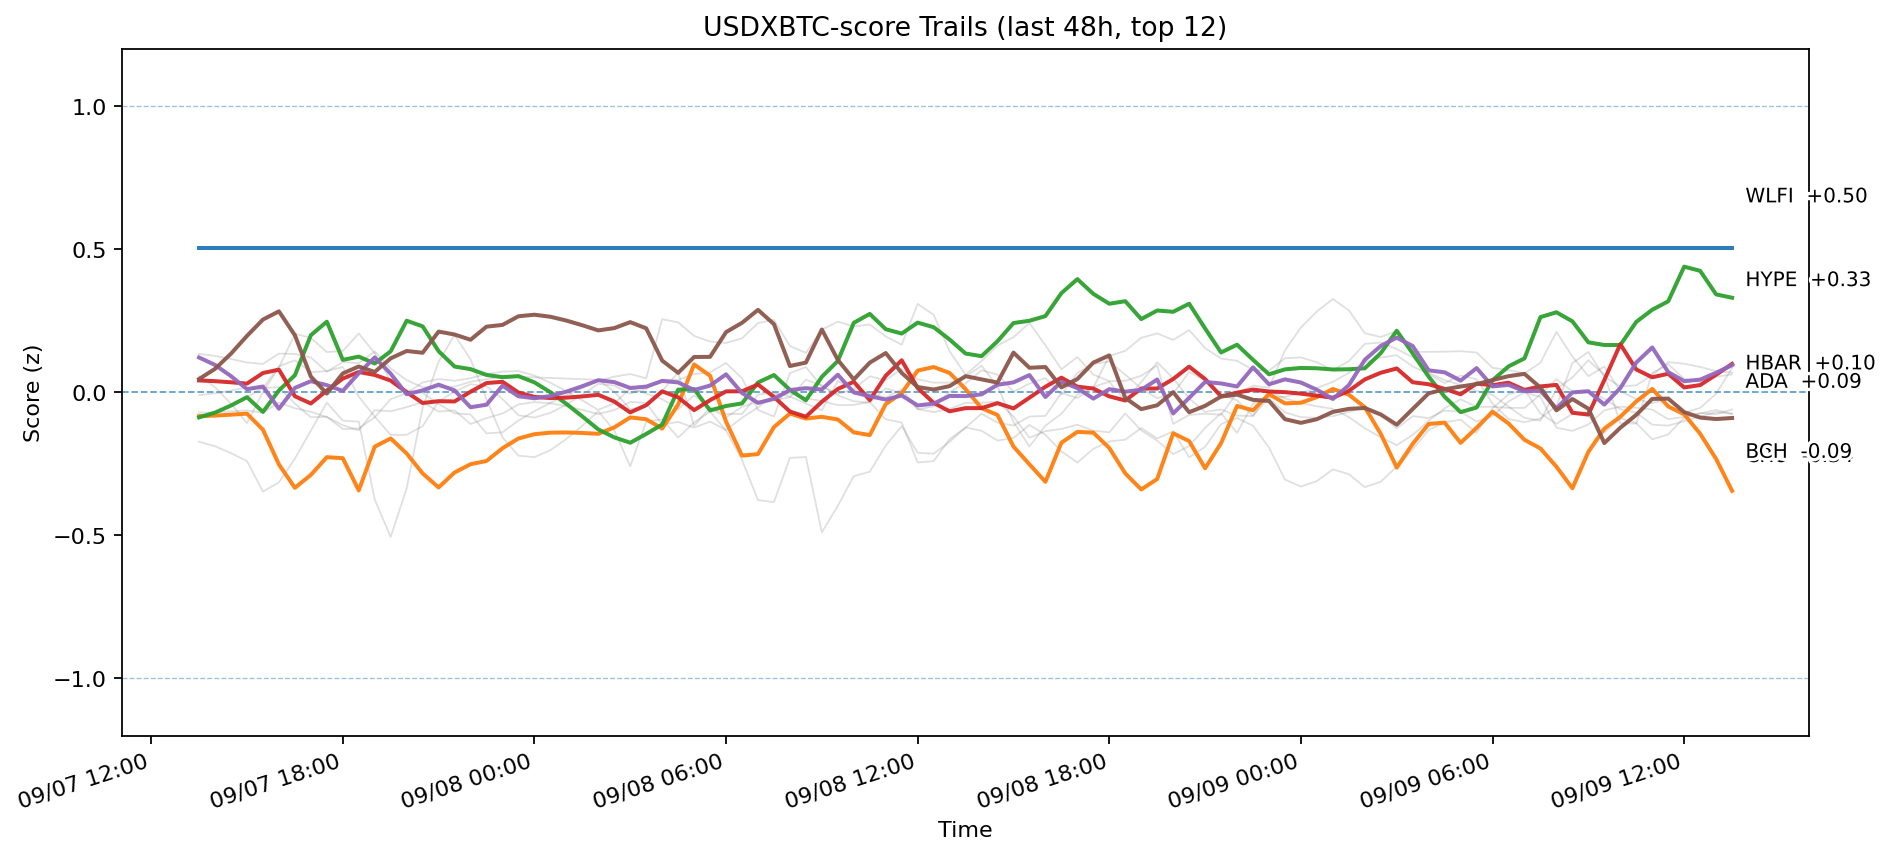 USDXBTC-score Trails (last 48h, top 12)
Score (z)
1.0
0.5
0.0
−0.5
−1.0
WLFI +0.50
HYPE +0.33
HBAR +0.10
ADA +0.09
BCH -0.09
09/07 12:00
09/07 18:00
09/08 00:00
09/08 06:00
09/08 12:00
09/08 18:00
09/09 00:00
09/09 06:00
09/09 12:00
Time